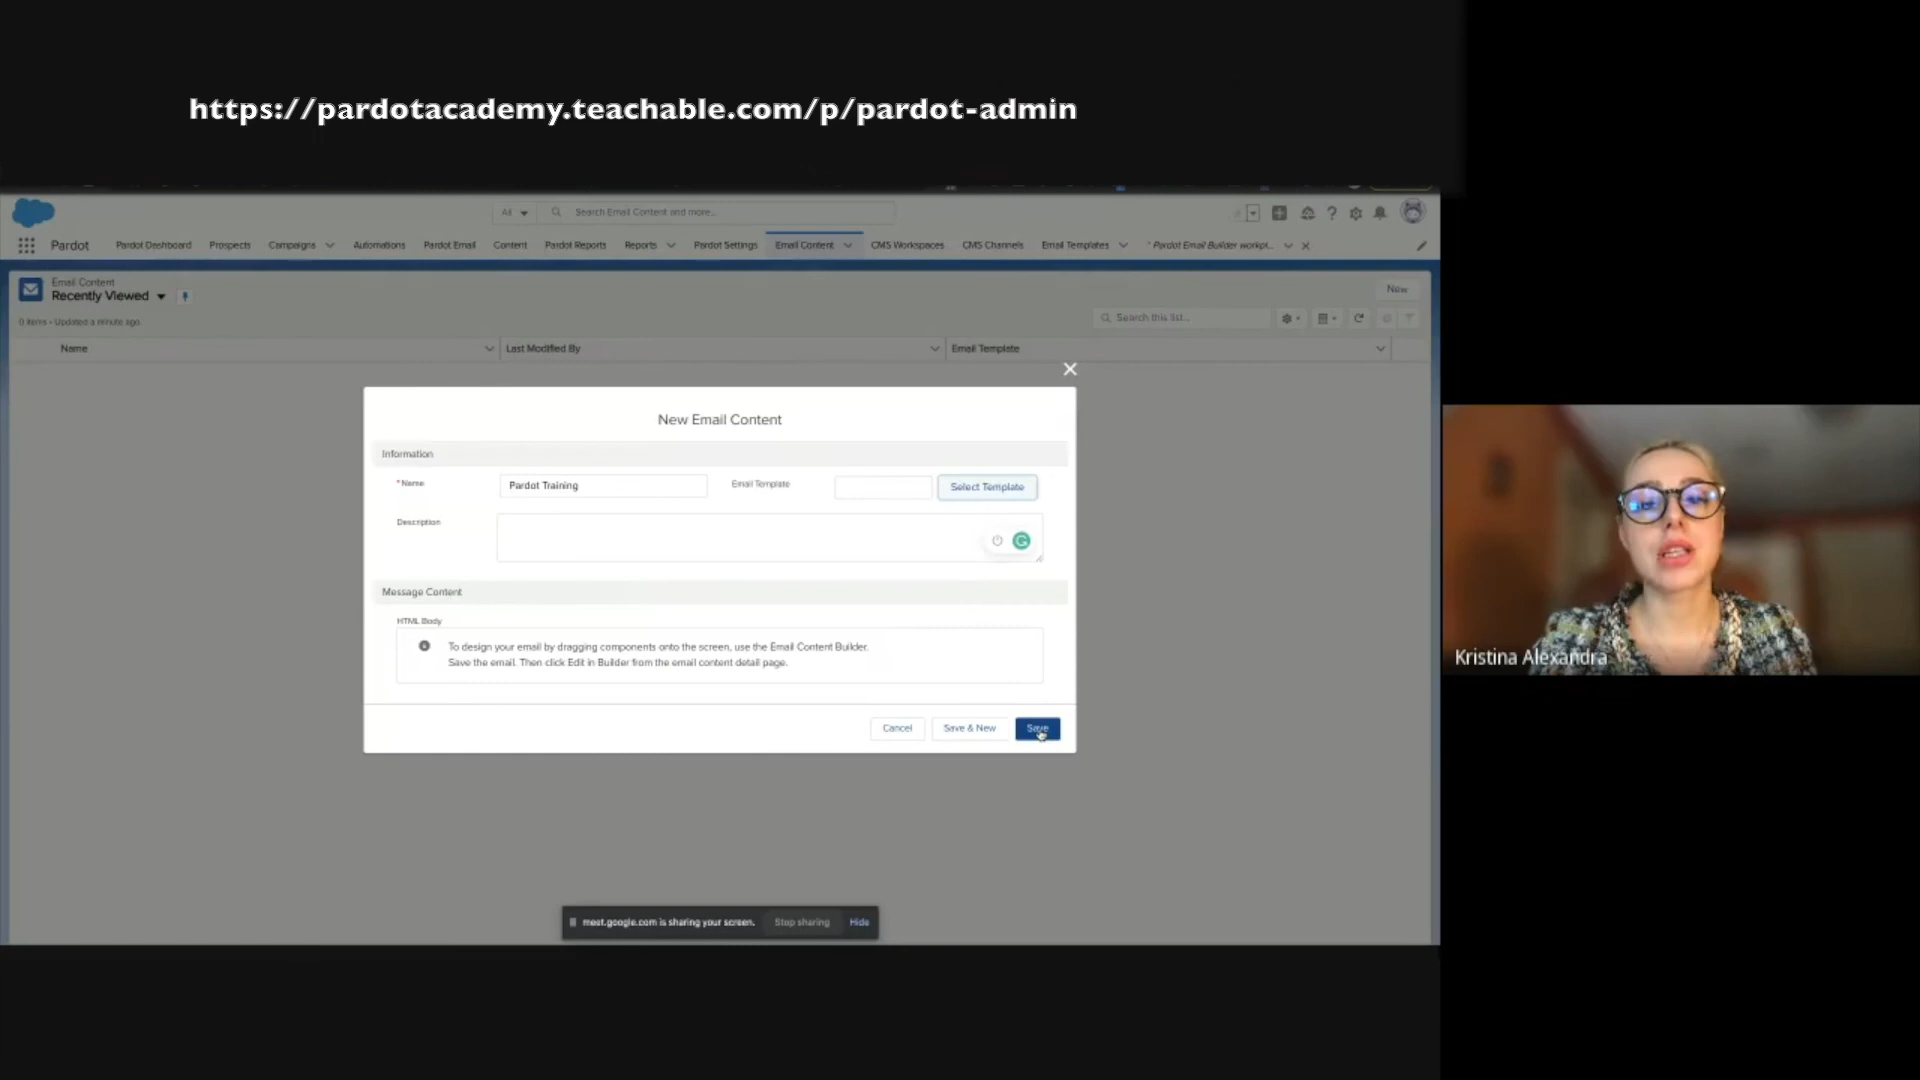 https://pardotacademy.teachable.com/p/pardot-admin
All
Search Email Content and more...
Pardot
Pardot Dashboard
Prospects
Campaigns
Automations
Pardot Email
Content
Pardot Reports
Reports
Pardot Settings
Email Content
CMS Workspaces
CMS Channels
Email Templates
* Pardot Email Builder workpl...
Email Content
Recently Viewed
New
0 items • Updated a minute ago
Search this list...
Name
Last Modified By
Email Template
New Email Content
Information
* Name
Pardot Training
Email Template
Select Template
Description
Message Content
HTML Body
To design your email by dragging components onto the screen, use the Email Content Builder.
Save the email. Then click Edit in Builder from the email content detail page.
Cancel
Save & New
Save
Kristina Alexandra
meet.google.com is sharing your screen.
Stop sharing
Hide